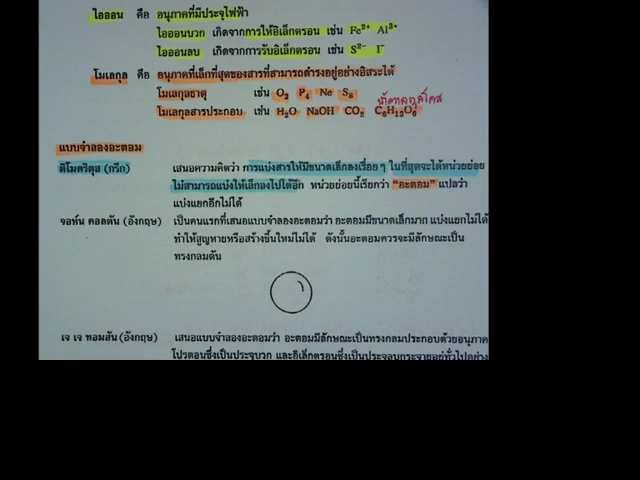 ไอออน คือ อนุภาคที่มีประจุไฟฟ้า
ไอออนบวก เกิดจากการให้อิเล็กตรอน เช่น Fe²⁺ Al³⁺
ไอออนลบ เกิดจากการรับอิเล็กตรอน เช่น S²⁻ I⁻
โมเลกุล คือ อนุภาคที่เล็กที่สุดของสารที่สามารถดำรงอยู่อย่างอิสระได้
โมเลกุลธาตุ เช่น O₂ P₄ Ne S₈
น้ำตาลกลูโคส
โมเลกุลสารประกอบ เช่น H₂O NaOH CO₂ C₆H₁₂O₆
แบบจำลองอะตอม
ดิโมคริตุส (กรีก) เสนอความคิดว่า การแบ่งสารให้มีขนาดเล็กลงเรื่อย ๆ ในที่สุดจะได้หน่วยย่อย
ไม่สามารถแบ่งให้เล็กลงไปได้อีก หน่วยย่อยนี้เรียกว่า "อะตอม" แปลว่า
แบ่งแยกอีกไม่ได้
จอห์น ดอลตัน (อังกฤษ) เป็นคนแรกที่เสนอแบบจำลองอะตอมว่า อะตอมมีขนาดเล็กมาก แบ่งแยกไม่ได้
ทำให้สูญหายหรือสร้างขึ้นใหม่ไม่ได้ ดังนั้นอะตอมควรจะมีลักษณะเป็น
ทรงกลมตัน
เจ เจ ทอมสัน (อังกฤษ) เสนอแบบจำลองอะตอมว่า อะตอมมีลักษณะเป็นทรงกลมประกอบด้วยอนุภาค
โปรตอนซึ่งเป็นประจุบวก และอิเล็กตรอนซึ่งเป็นประจุลบกระจายอยู่ทั่วไปอย่าง